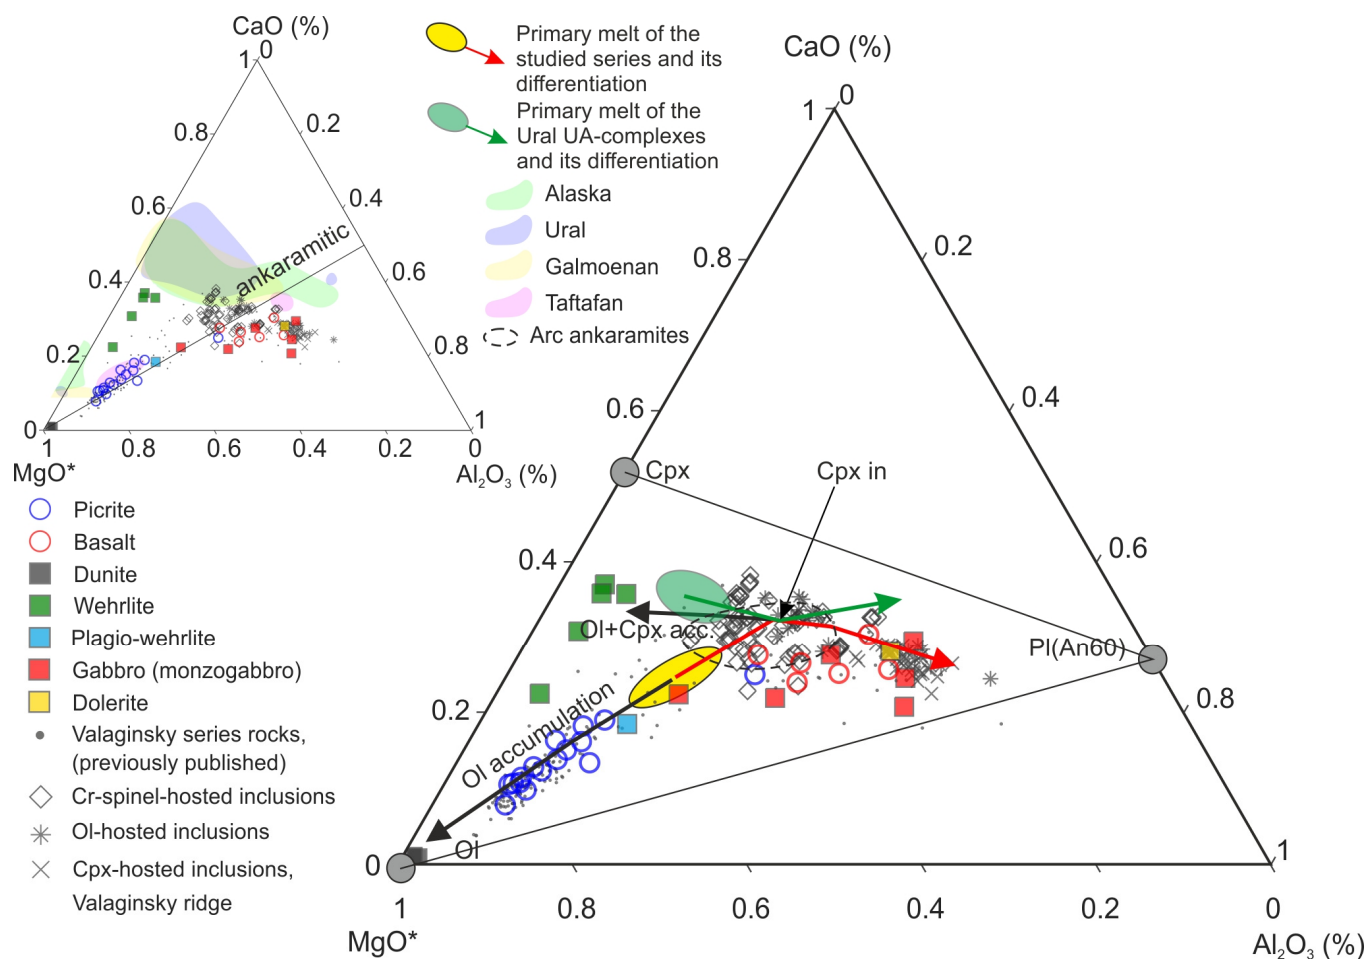 CaO (%)
1
0
0.8
0.2
0.6
0.4
0.4
0.6
0.2
0.8
0
1
ankaramitic
1
0.8
0.6
0.4
0.2
0
MgO*
Al₂O₃ (%)
Primary melt of the
studied series and its
differentiation
Primary melt of the
Ural UA-complexes
and its differentiation
Alaska
Ural
Galmoenan
Taftafan
Arc ankaramites
Picrite
Basalt
Dunite
Wehrlite
Plagio-wehrlite
Gabbro (monzogabbro)
Dolerite
Valaginsky series rocks,
(previously published)
Cr-spinel-hosted inclusions
Ol-hosted inclusions
Cpx-hosted inclusions,
Valaginsky ridge
CaO (%)
1
0
0.8
0.2
0.6
0.4
Cpx
Cpx in
0.4
0.6
Ol+Cpx acc.
Pl(An60)
0.2
0.8
Ol accumulation
Ol
0
1
1
0.8
0.6
0.4
0.2
0
MgO*
Al₂O₃ (%)